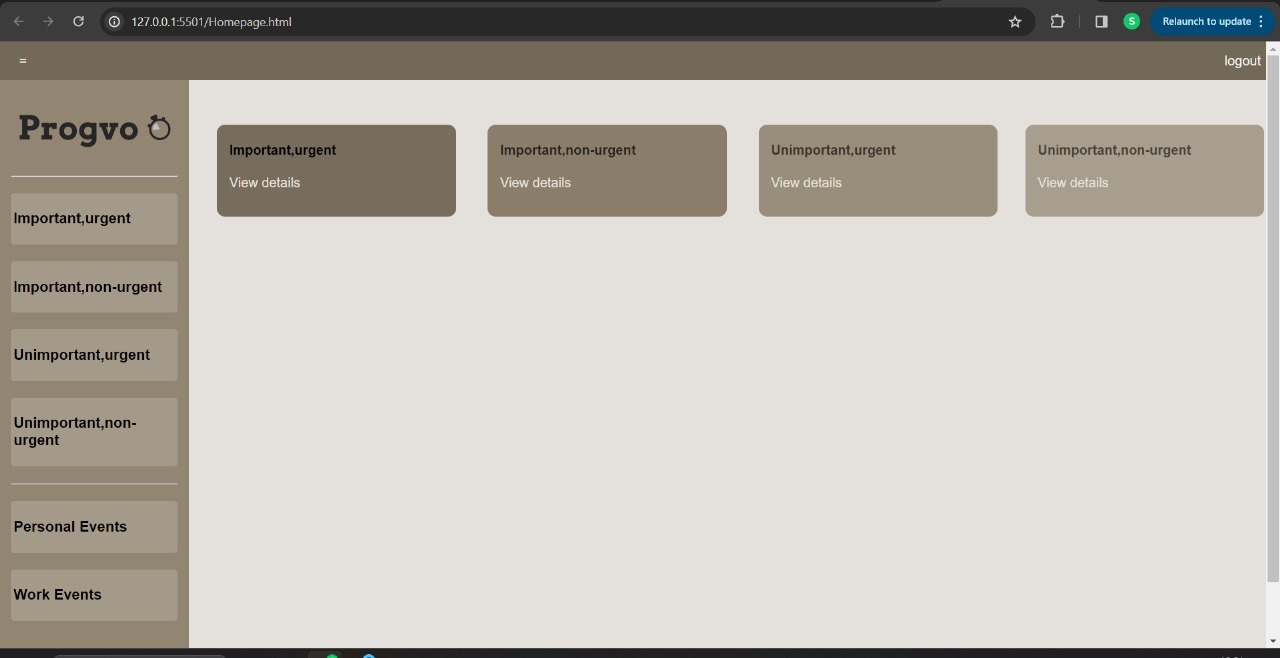 127.0.0.1:5501/Homepage.html
S
Relaunch to update
=
logout
Progvo
Important,urgent
Important,non-urgent
Unimportant,urgent
Unimportant,non-
urgent
Personal Events
Work Events
Important,urgent
View details
Important,non-urgent
View details
Unimportant,urgent
View details
Unimportant,non-urgent
View details